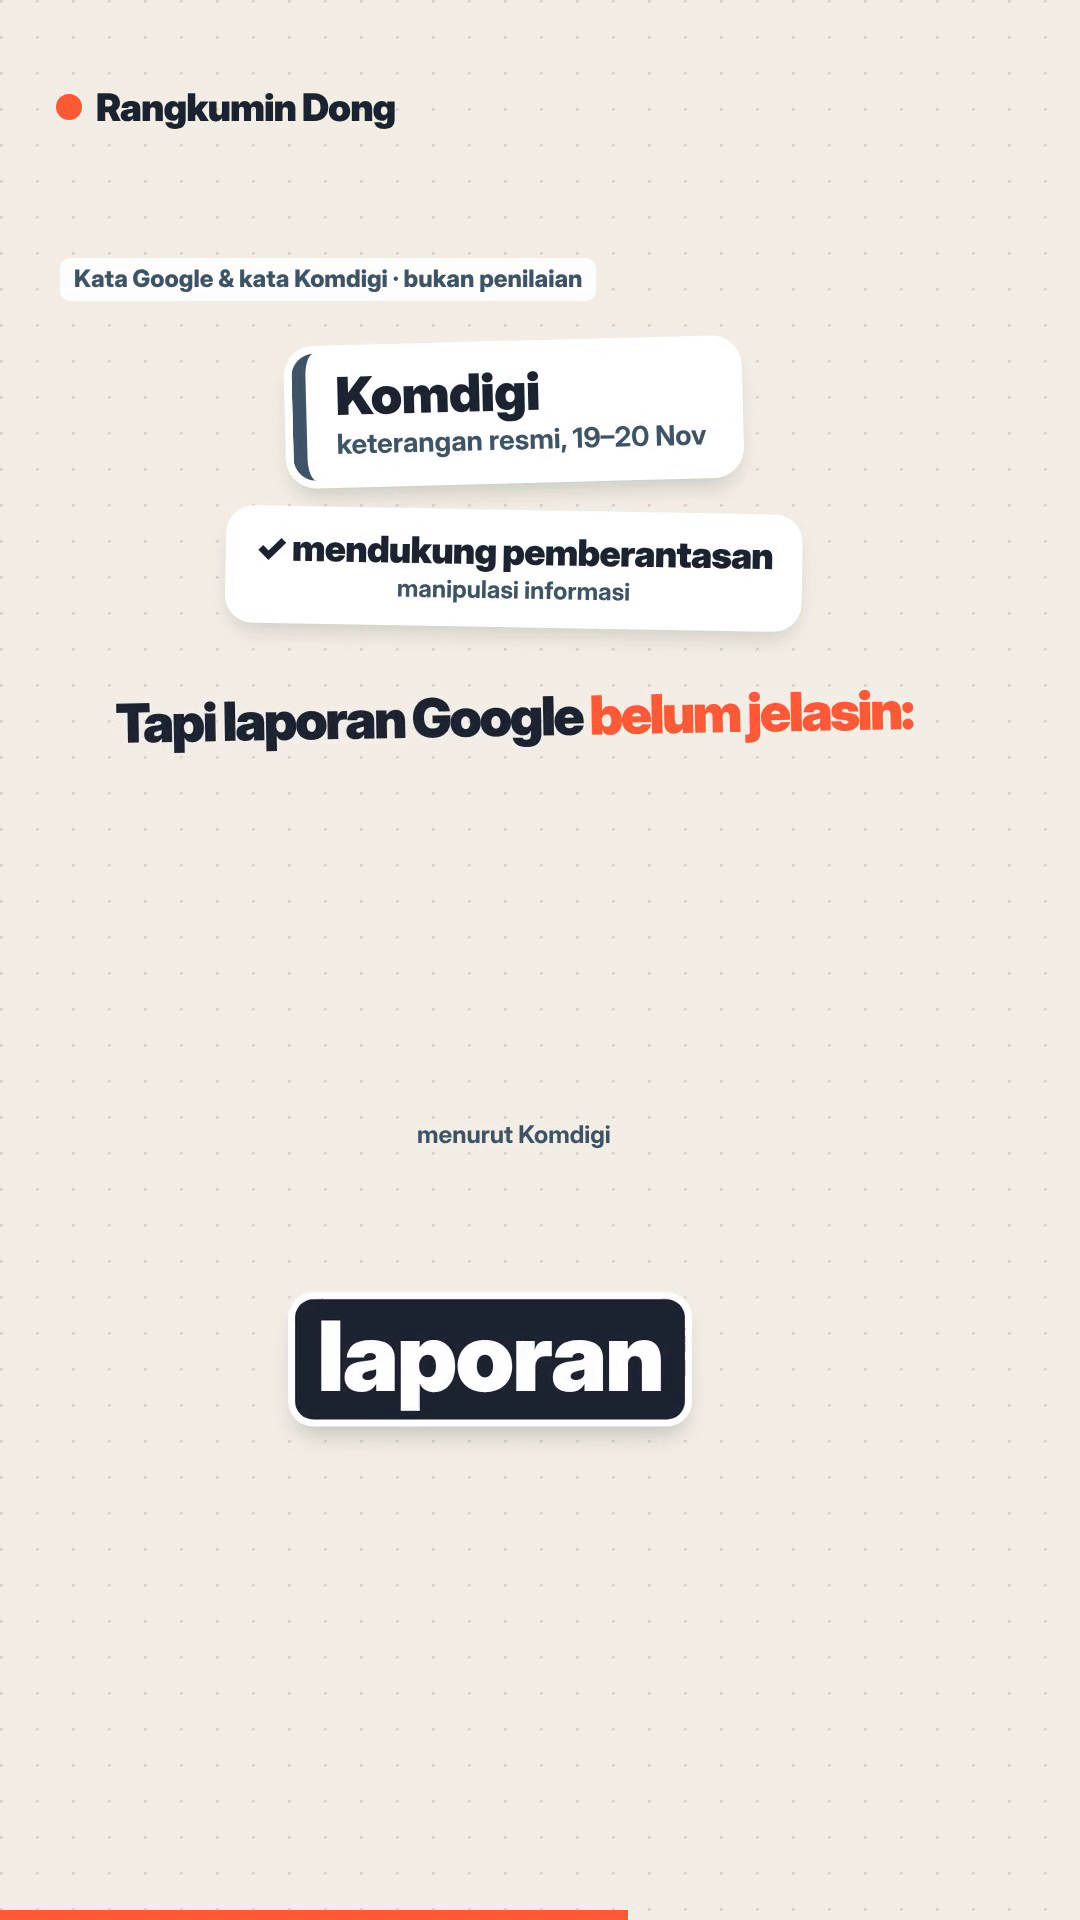 Rangkumin Dong
Kata Google & kata Komdigi · bukan penilaian
Komdigi
keterangan resmi, 19–20 Nov
✔ mendukung pemberantasan
manipulasi informasi
Tapi laporan Google belum jelasin:
menurut Komdigi
laporan